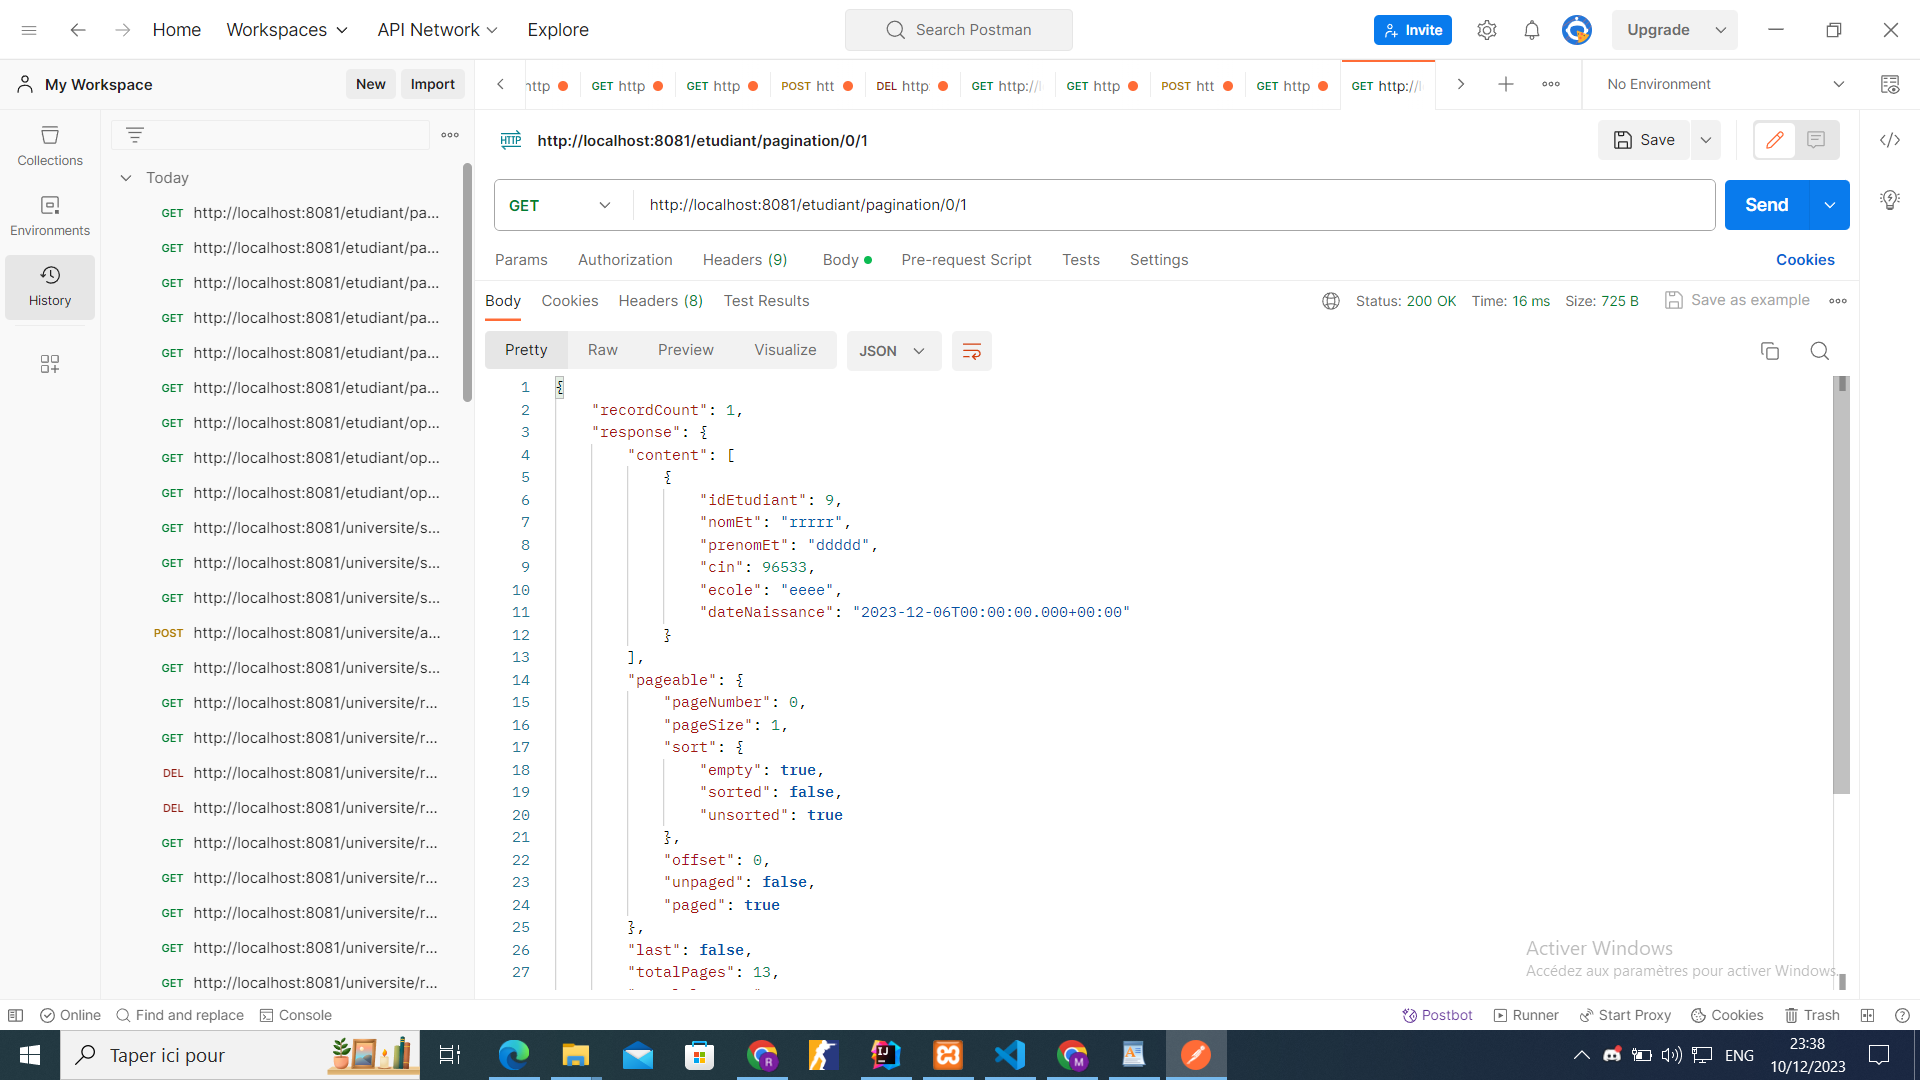 Home
Workspaces
API Network
Explore
Search Postman
Invite
Upgrade
My Workspace
New
Import
http
GET http
GET http
POST htt
DEL http
GET http://l
GET http
POST htt
GET http
GET http://l
No Environment
Collections
Environments
History
Today
GET http://localhost:8081/etudiant/pa...
GET http://localhost:8081/etudiant/pa...
GET http://localhost:8081/etudiant/pa...
GET http://localhost:8081/etudiant/pa...
GET http://localhost:8081/etudiant/pa...
GET http://localhost:8081/etudiant/pa...
GET http://localhost:8081/etudiant/op...
GET http://localhost:8081/etudiant/op...
GET http://localhost:8081/etudiant/op...
GET http://localhost:8081/universite/s...
GET http://localhost:8081/universite/s...
GET http://localhost:8081/universite/s...
POST http://localhost:8081/universite/a...
GET http://localhost:8081/universite/s...
GET http://localhost:8081/universite/r...
GET http://localhost:8081/universite/r...
DEL http://localhost:8081/universite/r...
DEL http://localhost:8081/universite/r...
GET http://localhost:8081/universite/r...
GET http://localhost:8081/universite/r...
GET http://localhost:8081/universite/r...
GET http://localhost:8081/universite/r...
GET http://localhost:8081/universite/r...
HTTP http://localhost:8081/etudiant/pagination/0/1
Save
GET
http://localhost:8081/etudiant/pagination/0/1
Send
Params
Authorization
Headers (9)
Body
Pre-request Script
Tests
Settings
Cookies
Body
Cookies
Headers (8)
Test Results
Status: 200 OK
Time: 16 ms
Size: 725 B
Save as example
Pretty
Raw
Preview
Visualize
JSON
1 {
2 "recordCount": 1,
3 "response": {
4 "content": [
5 {
6 "idEtudiant": 9,
7 "nomEt": "rrrrr",
8 "prenomEt": "ddddd",
9 "cin": 96533,
10 "ecole": "eeee",
11 "dateNaissance": "2023-12-06T00:00:00.000+00:00"
12 }
13 ],
14 "pageable": {
15 "pageNumber": 0,
16 "pageSize": 1,
17 "sort": {
18 "empty": true,
19 "sorted": false,
20 "unsorted": true
21 },
22 "offset": 0,
23 "unpaged": false,
24 "paged": true
25 },
26 "last": false,
27 "totalPages": 13,
Activer Windows
Accédez aux paramètres pour activer Windows.
Online
Find and replace
Console
Postbot
Runner
Start Proxy
Cookies
Trash
Taper ici pour
R
IJ
M
ENG
23:38
10/12/2023